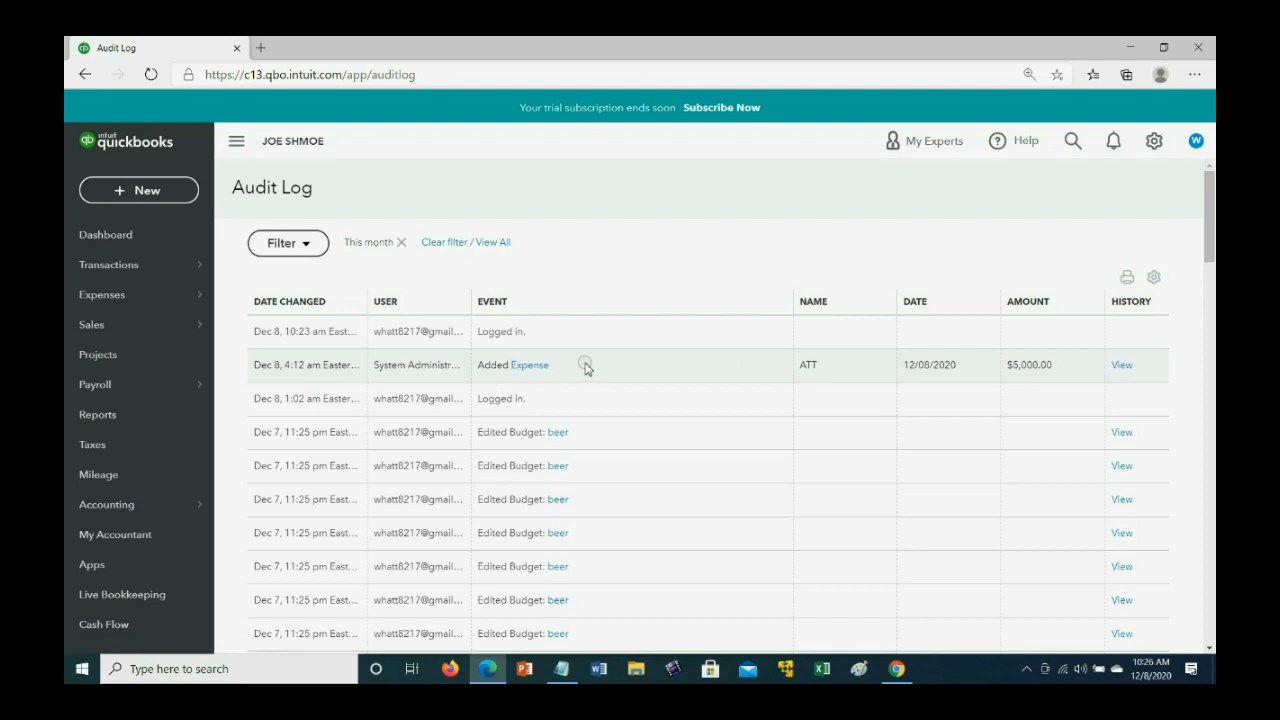 Audit Log
https://c13.qbo.intuit.com/app/auditlog
Your trial subscription ends soon Subscribe Now
intuit quickbooks
JOE SHMOE
My Experts
Help
W
+ New
Audit Log
Dashboard
Transactions
Expenses
Sales
Projects
Payroll
Reports
Taxes
Mileage
Accounting
My Accountant
Apps
Live Bookkeeping
Cash Flow
Filter This month Clear filter / View All
DATE CHANGED USER EVENT NAME DATE AMOUNT HISTORY
Dec 8, 10:23 am East... whatt8217@gmail... Logged in.
Dec 8, 4:12 am Easter... System Administr... Added Expense ATT 12/08/2020 $5,000.00 View
Dec 8, 1:02 am Easter... whatt8217@gmail... Logged in.
Dec 7, 11:25 pm East... whatt8217@gmail... Edited Budget: beer View
Dec 7, 11:25 pm East... whatt8217@gmail... Edited Budget: beer View
Dec 7, 11:25 pm East... whatt8217@gmail... Edited Budget: beer View
Dec 7, 11:25 pm East... whatt8217@gmail... Edited Budget: beer View
Dec 7, 11:25 pm East... whatt8217@gmail... Edited Budget: beer View
Dec 7, 11:25 pm East... whatt8217@gmail... Edited Budget: beer View
Dec 7, 11:25 pm East... whatt8217@gmail... Edited Budget: beer View
Type here to search
10:26 AM
12/8/2020